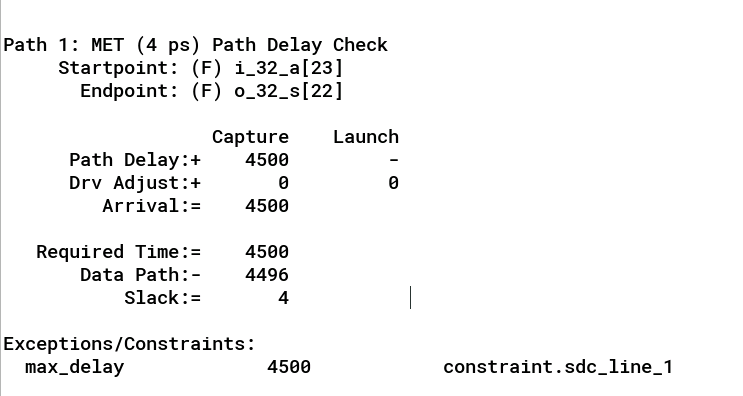 Path 1: MET (4 ps) Path Delay Check
     Startpoint: (F) i_32_a[23]
       Endpoint: (F) o_32_s[22]

                   Capture    Launch
      Path Delay:+    4500         -
      Drv Adjust:+       0         0
         Arrival:=    4500

   Required Time:=    4500
       Data Path:-    4496
           Slack:=       4

Exceptions/Constraints:
  max_delay             4500            constraint.sdc_line_1